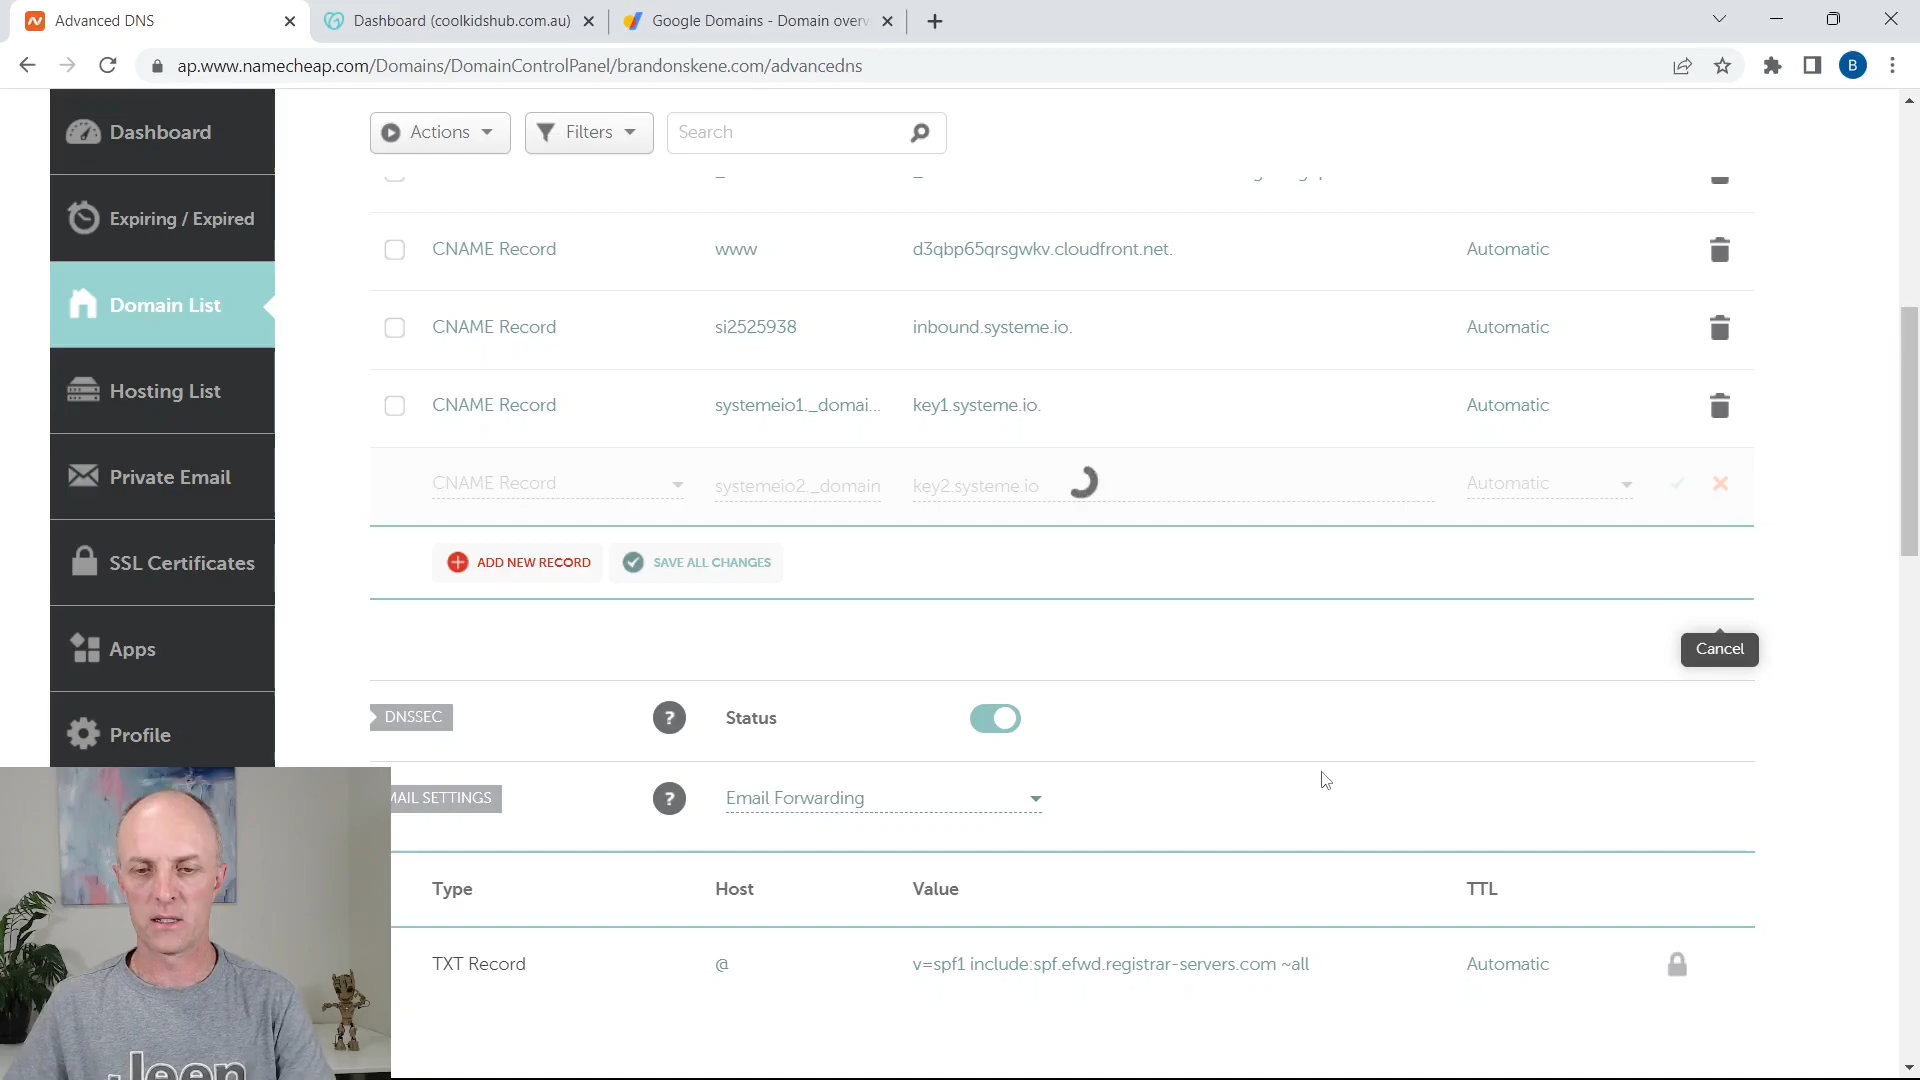 Advanced DNS
Dashboard (coolkidshub.com.au)
Google Domains - Domain overv
ap.www.namecheap.com/Domains/DomainControlPanel/brandonskene.com/advancedns
B
Dashboard
Expiring / Expired
Domain List
Hosting List
Private Email
SSL Certificates
Apps
Profile
Actions
Filters
Search
CNAME Record www d3qbp65qrsgwkv.cloudfront.net. Automatic
CNAME Record si2525938 inbound.systeme.io. Automatic
CNAME Record systemeio1._domai... key1.systeme.io. Automatic
CNAME Record systemeio2._domain key2.systeme.io Automatic
ADD NEW RECORD SAVE ALL CHANGES
Cancel
DNSSEC ? Status
MAIL SETTINGS ? Email Forwarding
Type Host Value TTL
TXT Record @ v=spf1 include:spf.efwd.registrar-servers.com ~all Automatic
Jeep